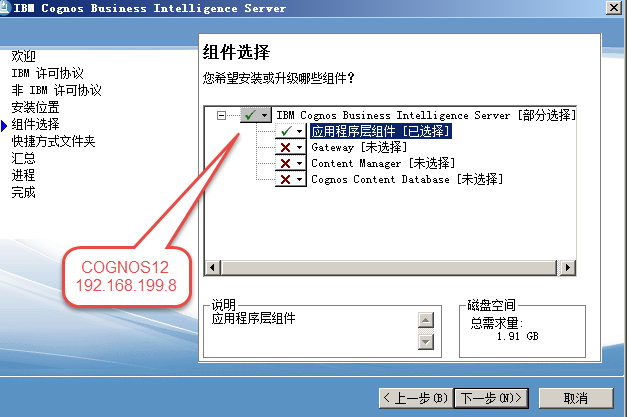 IBM Cognos Business Intelligence Server
欢迎
IBM 许可协议
非 IBM 许可协议
安装位置
组件选择
快捷方式文件夹
汇总
进程
完成
组件选择
您希望安装或升级哪些组件?
IBM Cognos Business Intelligence Server [部分选择]
应用程序层组件 [已选择]
Gateway [未选择]
Content Manager [未选择]
Cognos Content Database [未选择]
COGNOS12
192.168.199.8
说明
应用程序层组件
磁盘空间
总需求量:
1.91 GB
< 上一步(B)
下一步(N)>
取消